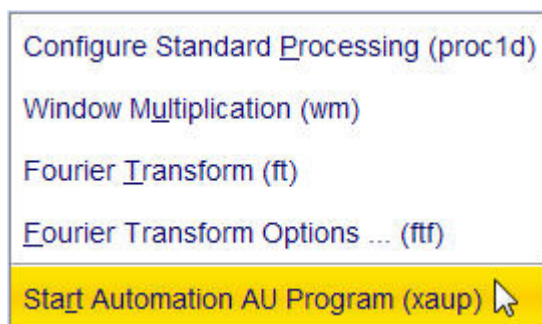 Configure Standard Processing (proc1d)
Window Multiplication (wm)
Fourier Transform (ft)
Fourier Transform Options ... (ftf)
Start Automation AU Program (xaup)